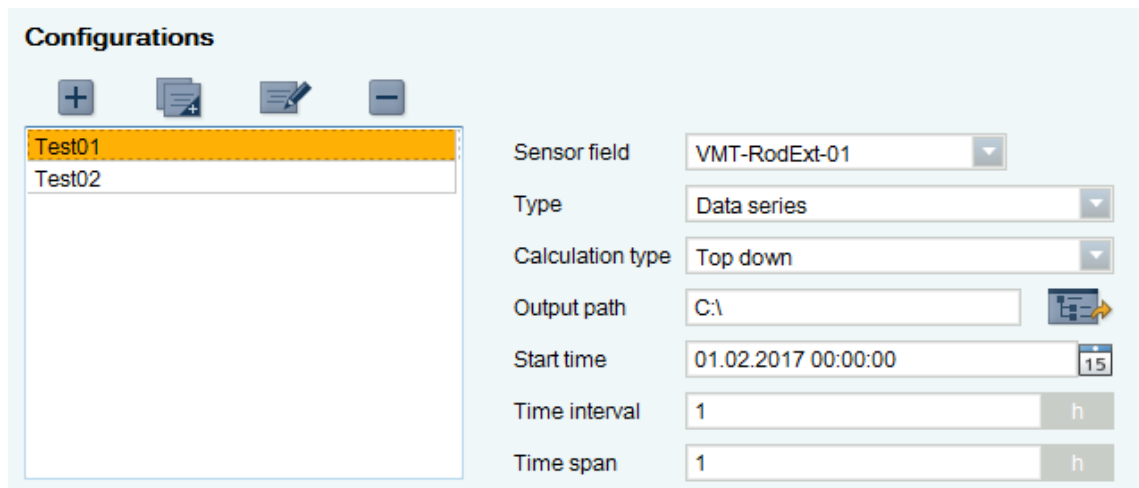 Configurations
Test01
Test02
Sensor field VMT-RodExt-01
Type Data series
Calculation type Top down
Output path C:\
Start time 01.02.2017 00:00:00 15
Time interval 1 h
Time span 1 h